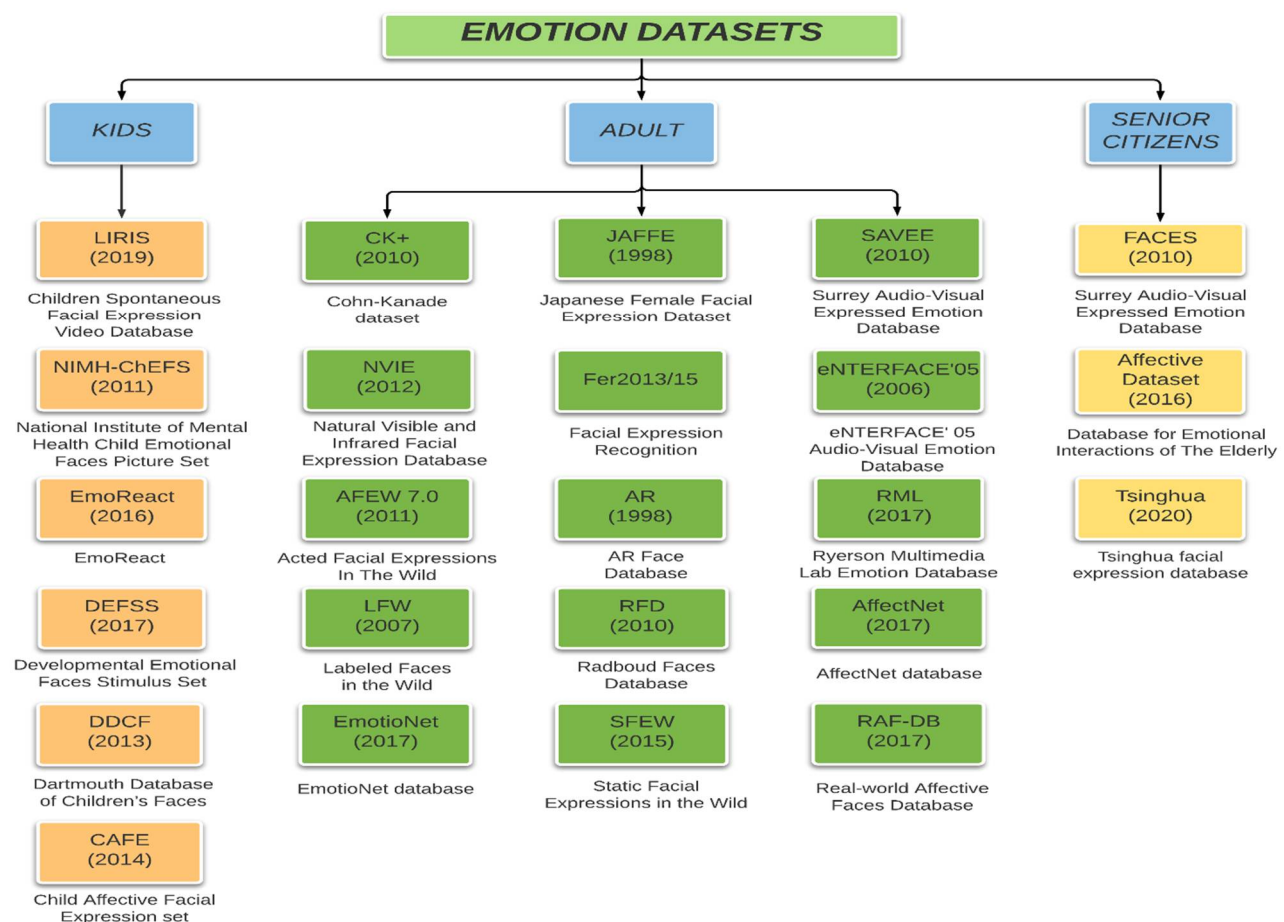 EMOTION DATASETS
KIDS
ADULT
SENIOR
CITIZENS
LIRIS
(2019)
Children Spontaneous
Facial Expression
Video Database
NIMH-ChEFS
(2011)
National Institute of Mental
Health Child Emotional
Faces Picture Set
EmoReact
(2016)
EmoReact
DEFSS
(2017)
Developmental Emotional
Faces Stimulus Set
DDCF
(2013)
Dartmouth Database
of Children's Faces
CAFE
(2014)
Child Affective Facial
Expression set
CK+
(2010)
Cohn-Kanade
dataset
NVIE
(2012)
Natural Visible and
Infrared Facial
Expression Database
AFEW 7.0
(2011)
Acted Facial Expressions
In The Wild
LFW
(2007)
Labeled Faces
in the Wild
EmotioNet
(2017)
EmotioNet database
JAFFE
(1998)
Japanese Female Facial
Expression Dataset
Fer2013/15
Facial Expression
Recognition
AR
(1998)
AR Face
Database
RFD
(2010)
Radboud Faces
Database
SFEW
(2015)
Static Facial
Expressions in the Wild
SAVEE
(2010)
Surrey Audio-Visual
Expressed Emotion
Database
eNTERFACE'05
(2006)
eNTERFACE' 05
Audio-Visual Emotion
Database
RML
(2017)
Ryerson Multimedia
Lab Emotion Database
AffectNet
(2017)
AffectNet database
RAF-DB
(2017)
Real-world Affective
Faces Database
FACES
(2010)
Surrey Audio-Visual
Expressed Emotion
Database
Affective
Dataset
(2016)
Database for Emotional
Interactions of The Elderly
Tsinghua
(2020)
Tsinghua facial
expression database